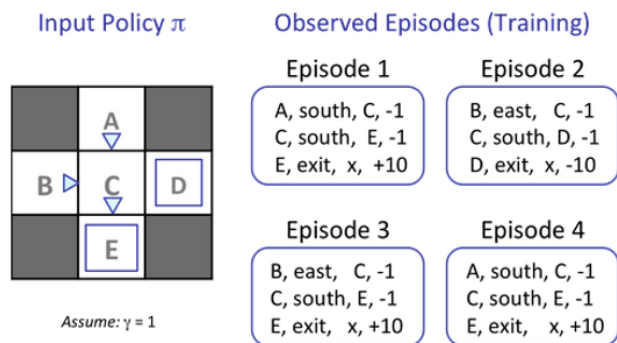 Input Policy π
A
B
C
D
E
Assume: γ = 1
Observed Episodes (Training)
Episode 1
A, south, C, -1
C, south, E, -1
E, exit, x, +10
Episode 2
B, east, C, -1
C, south, D, -1
D, exit, x, -10
Episode 3
B, east, C, -1
C, south, E, -1
E, exit, x, +10
Episode 4
A, south, C, -1
C, south, E, -1
E, exit, x, +10